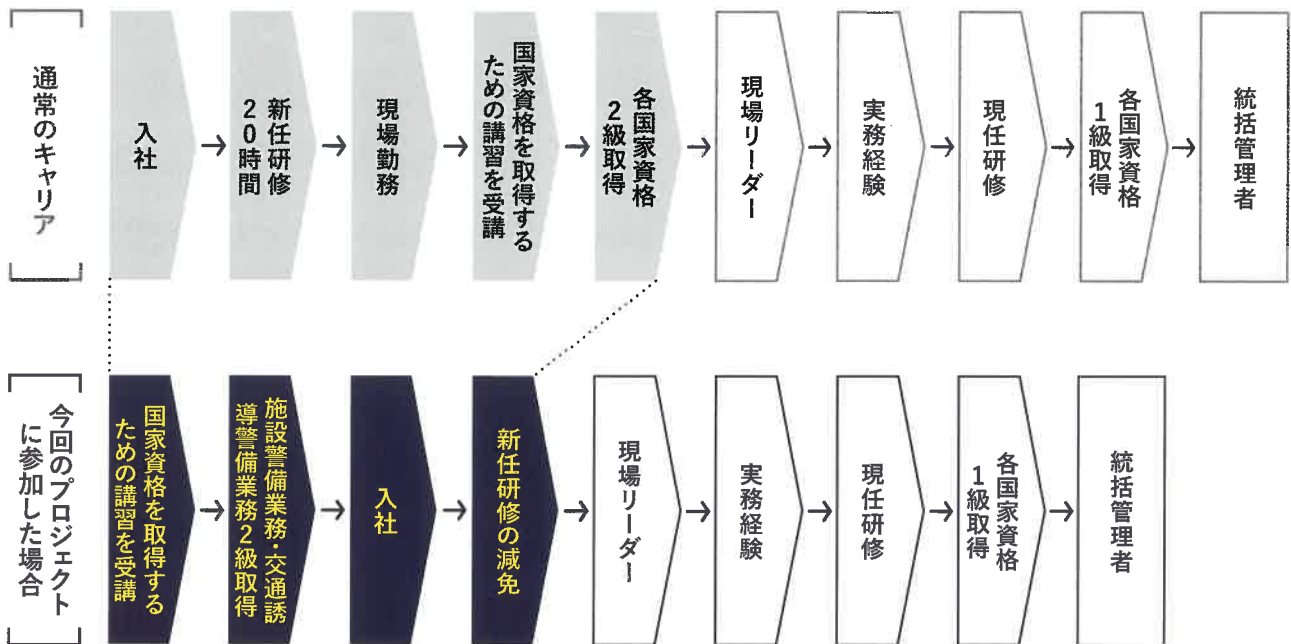 通常のキャリア
入社
新任研修
20時間
現場勤務
国家資格を取得する
ための講習を受講
各国家資格
2級取得
現場リーダー
実務経験
現任研修
各国家資格
1級取得
統括管理者
今回のプロジェクト
に参加した場合
国家資格を取得する
ための講習を受講
施設警備業務・交通誘
導警備業務2級取得
入社
新任研修の減免
現場リーダー
実務経験
現任研修
各国家資格
1級取得
統括管理者